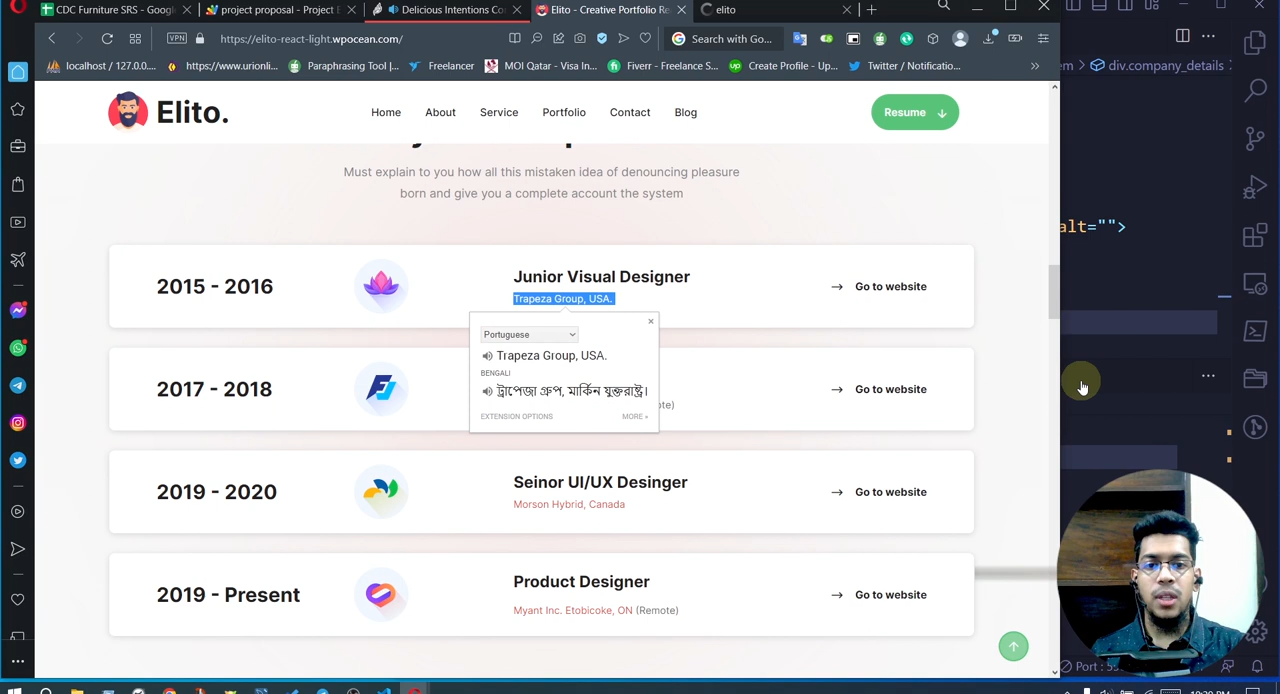 CDC Furniture SRS - Google
project proposal - Project E
Delicious Intentions Co
Elito - Creative Portfolio Re
elito
VPN
https://elito-react-light.wpocean.com/
Search with Goo...
localhost / 127.0.0....
https://www.urionli...
Paraphrasing Tool |...
Freelancer
MOI Qatar - Visa In...
Fiverr - Freelance S...
Create Profile - Up...
Twitter / Notificatio...
div.company_details
Elito.
Home
About
Service
Portfolio
Contact
Blog
Resume
Must explain to you how all this mistaken idea of denouncing pleasure
born and give you a complete account the system
alt="">
2015 - 2016
Junior Visual Designer
Trapeza Group, USA.
Go to website
Portuguese
Trapeza Group, USA.
BENGALI
ট্রাপেজা গ্রুপ, মার্কিন যুক্তরাষ্ট্র।
EXTENSION OPTIONS
MORE »
2017 - 2018
Go to website
2019 - 2020
Seinor UI/UX Desinger
Morson Hybrid, Canada
Go to website
2019 - Present
Product Designer
Myant Inc. Etobicoke, ON (Remote)
Go to website